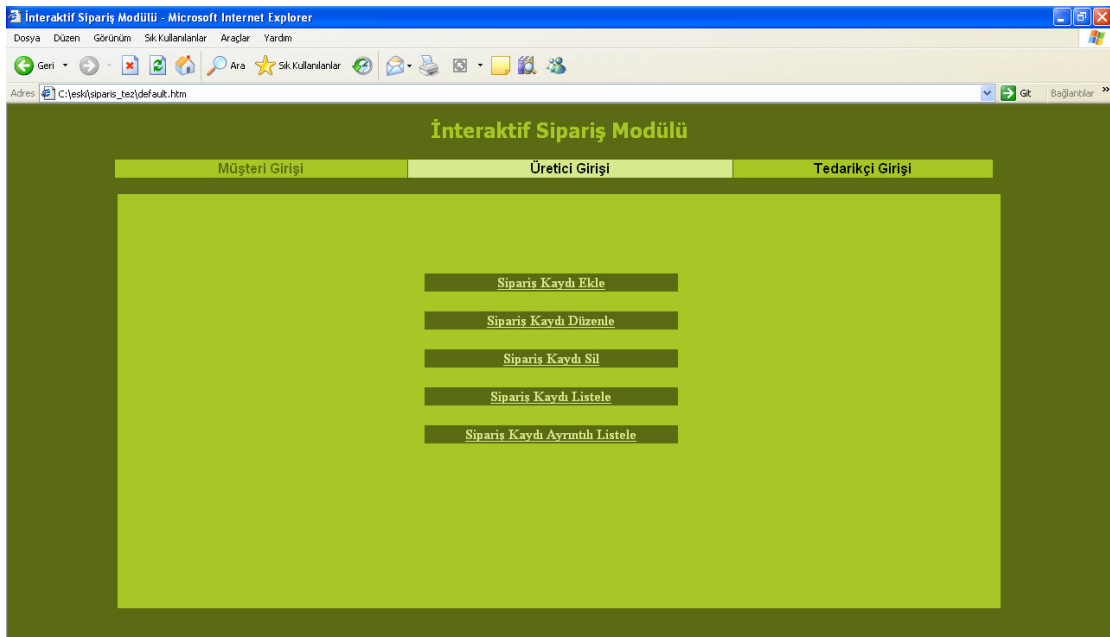 İnteraktif Sipariş Modülü - Microsoft Internet Explorer
Dosya Düzen Görünüm Sık Kullanılanlar Araçlar Yardım
Geri Ara Sık Kullanılanlar
Adres C:\eski\siparis_tez\default.htm Git Bağlantılar »
İnteraktif Sipariş Modülü
Müşteri Girişi Üretici Girişi Tedarikçi Girişi
Sipariş Kaydı Ekle
Sipariş Kaydı Düzenle
Sipariş Kaydı Sil
Sipariş Kaydı Listele
Sipariş Kaydı Ayrıntılı Listele